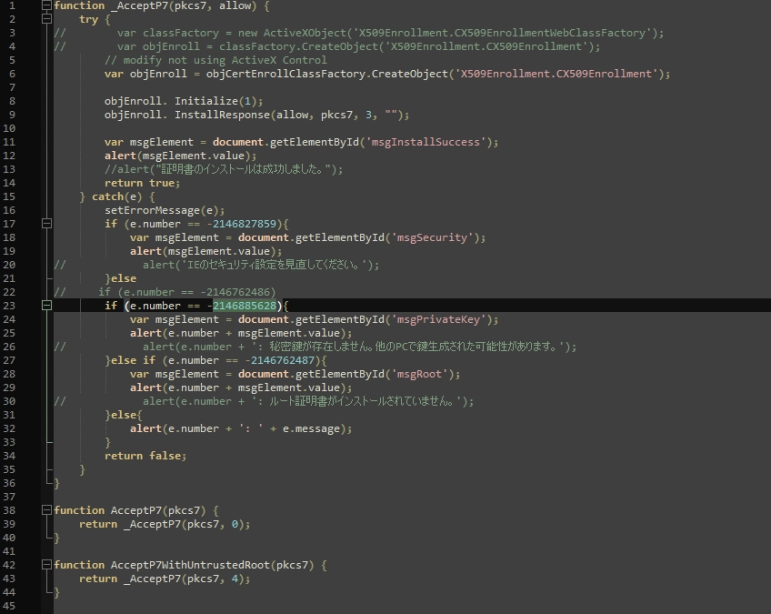 1 function _AcceptP7(pkcs7, allow) {
2 try {
3 // var classFactory = new ActiveXObject('X509Enrollment.CX509EnrollmentWebClassFactory');
4 // var objEnroll = classFactory.CreateObject('X509Enrollment.CX509Enrollment');
5 // modify not using ActiveX Control
6 var objEnroll = objCertEnrollClassFactory.CreateObject('X509Enrollment.CX509Enrollment');
7
8 objEnroll. Initialize(1);
9 objEnroll. InstallResponse(allow, pkcs7, 3, "");
10
11 var msgElement = document.getElementById('msgInstallSuccess');
12 alert(msgElement.value);
13 //alert("証明書のインストールは成功しました。");
14 return true;
15 } catch(e) {
16 setErrorMessage(e);
17 if (e.number == -2146827859){
18 var msgElement = document.getElementById('msgSecurity');
19 alert(msgElement.value);
20 // alert('IEのセキュリティ設定を見直してください。');
21 }else
22 // if (e.number == -2146762486)
23 if (e.number == -2146885628){
24 var msgElement = document.getElementById('msgPrivateKey');
25 alert(e.number + msgElement.value);
26 // alert(e.number + ': 秘密鍵が存在しません。他のPCで鍵生成された可能性があります。');
27 }else if (e.number == -2146762487){
28 var msgElement = document.getElementById('msgRoot');
29 alert(e.number + msgElement.value);
30 // alert(e.number + ': ルート証明書がインストールされていません。');
31 }else{
32 alert(e.number + ': ' + e.message);
33 }
34 return false;
35 }
36 }
37
38 function AcceptP7(pkcs7) {
39 return _AcceptP7(pkcs7, 0);
40 }
41
42 function AcceptP7WithUntrustedRoot(pkcs7) {
43 return _AcceptP7(pkcs7, 4);
44 }
45